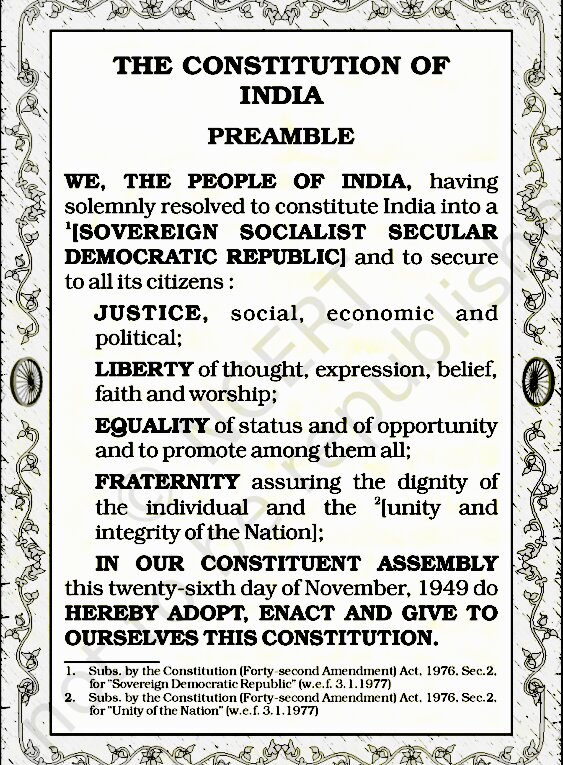 THE CONSTITUTION OF
INDIA
PREAMBLE
WE, THE PEOPLE OF INDIA, having
solemnly resolved to constitute India into a
1[SOVEREIGN SOCIALIST SECULAR
DEMOCRATIC REPUBLIC] and to secure
to all its citizens :
JUSTICE, social, economic and
political;
LIBERTY of thought, expression, belief,
faith and worship;
EQUALITY of status and of opportunity
and to promote among them all;
FRATERNITY assuring the dignity of
the individual and the 2[unity and
integrity of the Nation];
IN OUR CONSTITUENT ASSEMBLY
this twenty-sixth day of November, 1949 do
HEREBY ADOPT, ENACT AND GIVE TO
OURSELVES THIS CONSTITUTION.
1. Subs. by the Constitution (Forty-second Amendment) Act, 1976, Sec.2,
for "Sovereign Democratic Republic" (w.e.f. 3.1.1977)
2. Subs. by the Constitution (Forty-second Amendment) Act, 1976, Sec.2,
for "Unity of the Nation" (w.e.f. 3.1.1977)
© NCERT
not to be republishe